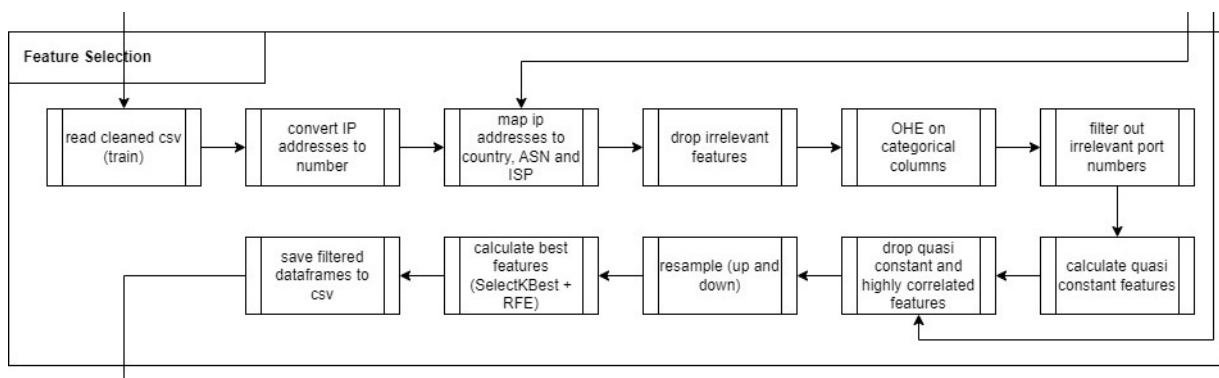 Feature Selection
read cleaned csv
(train)
convert IP
addresses to
number
map ip
addresses to
country, ASN and
ISP
drop irrelevant
features
OHE on
categorical
columns
filter out
irrelevant port
numbers
calculate quasi
constant features
drop quasi
constant and
highly correlated
features
resample (up and
down)
calculate best
features
(SelectKBest +
RFE)
save filtered
dataframes to
csv